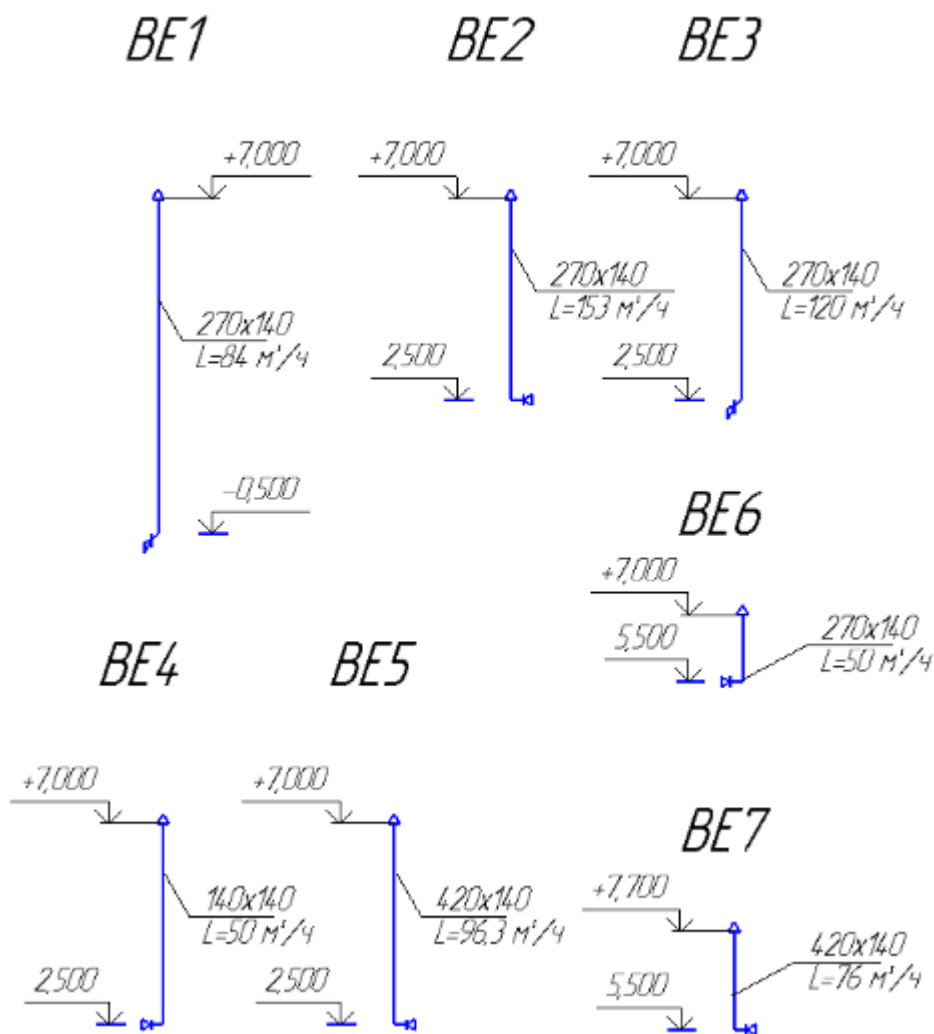 ВЕ1
+7,000
270х140
L=84 м³/ч
-0,500
ВЕ2
+7,000
270х140
L=153 м³/ч
2,500
ВЕ3
+7,000
270х140
L=120 м³/ч
2,500
ВЕ6
+7,000
5,500
270х140
L=50 м³/ч
ВЕ4
+7,000
140х140
L=50 м³/ч
2,500
ВЕ5
+7,000
420х140
L=96,3 м³/ч
2,500
ВЕ7
+7,700
420х140
L=76 м³/ч
5,500